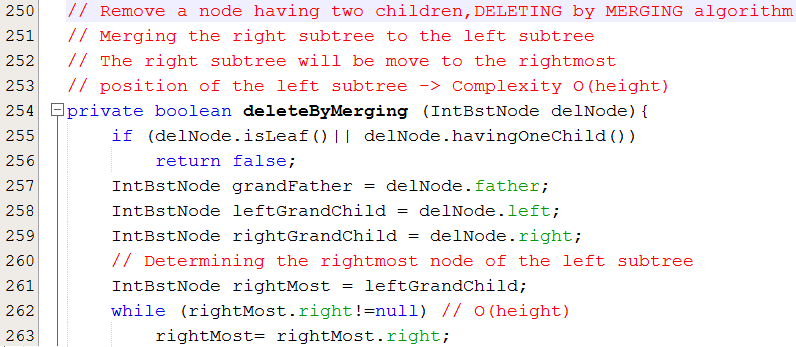 250 // Remove a node having two children,DELETING by MERGING algorithm
251 // Merging the right subtree to the left subtree
252 // The right subtree will be move to the rightmost
253 // position of the left subtree -> Complexity O(height)
254 private boolean deleteByMerging (IntBstNode delNode){
255 if (delNode.isLeaf()|| delNode.havingOneChild())
256 return false;
257 IntBstNode grandFather = delNode.father;
258 IntBstNode leftGrandChild = delNode.left;
259 IntBstNode rightGrandChild = delNode.right;
260 // Determining the rightmost node of the left subtree
261 IntBstNode rightMost = leftGrandChild;
262 while (rightMost.right!=null) // O(height)
263 rightMost= rightMost.right;